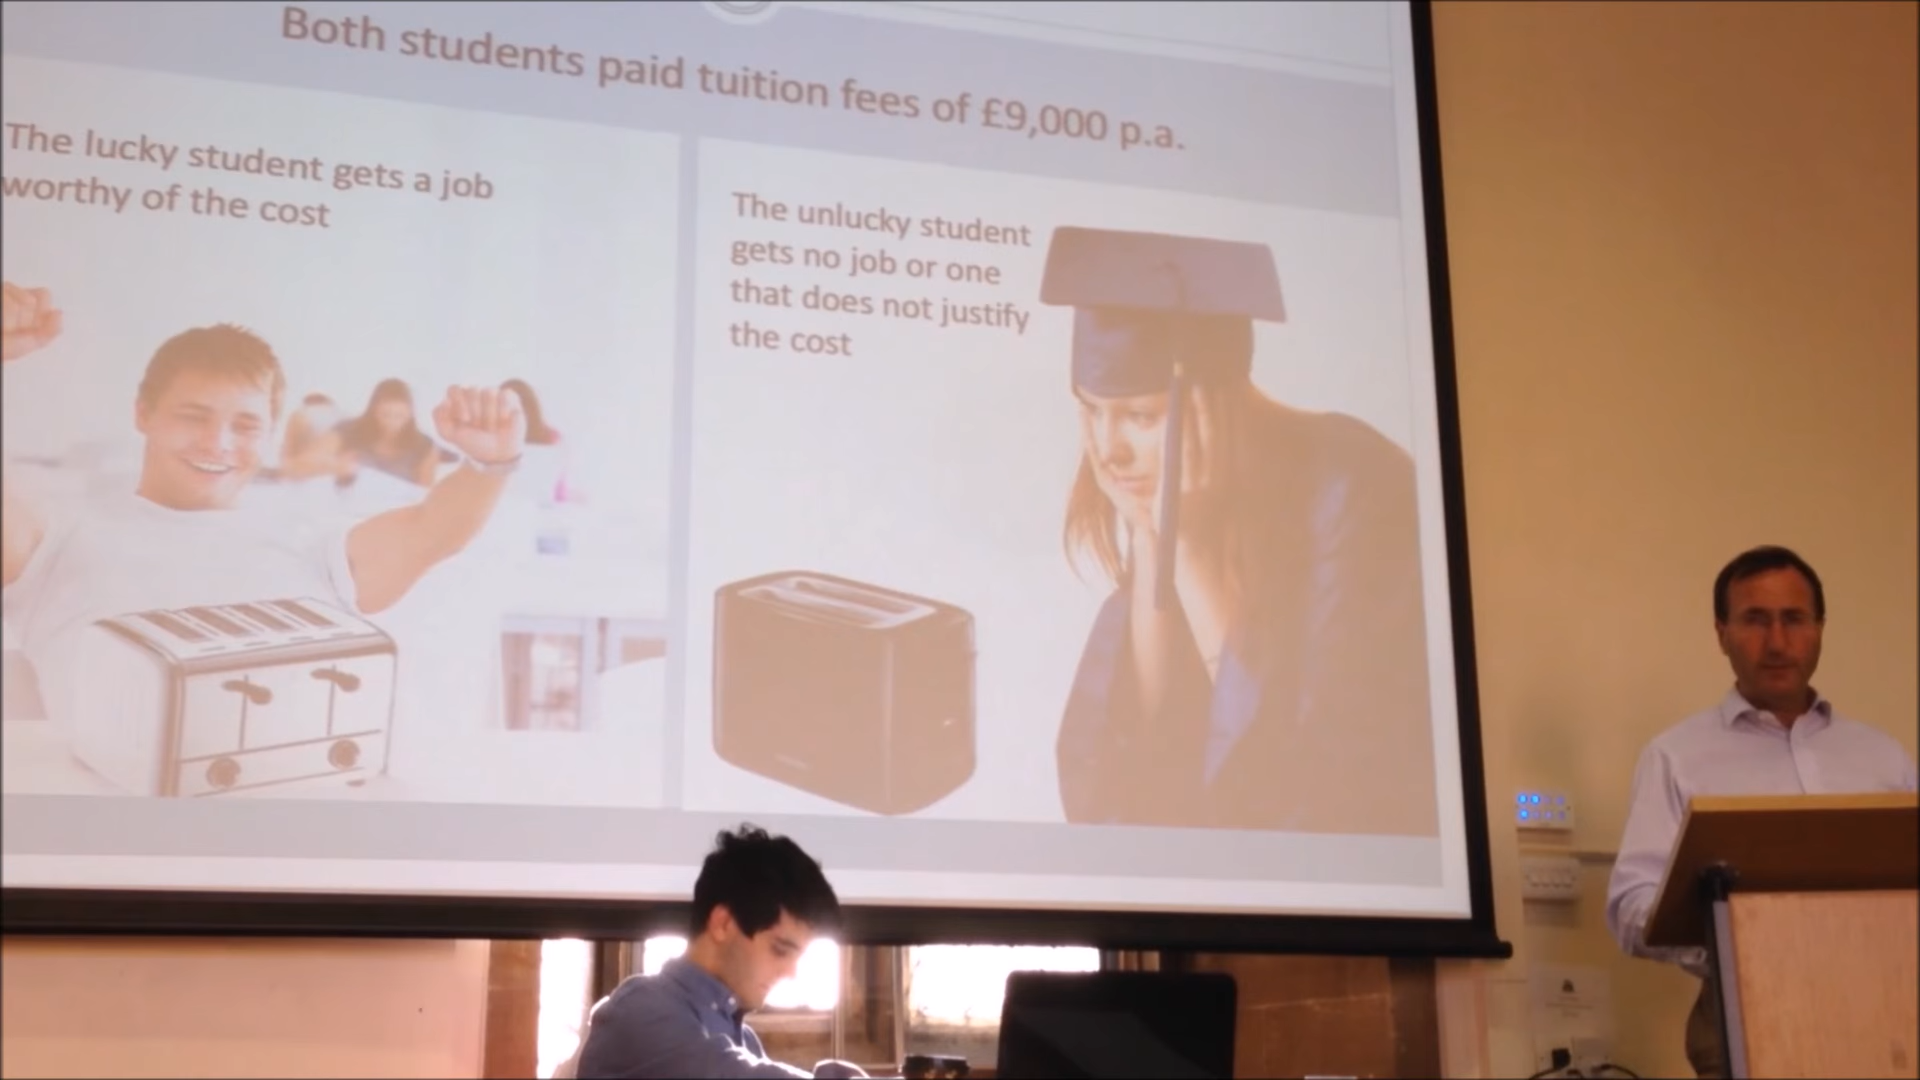 Both students paid tuition fees of £9,000 p.a.
The lucky student gets a job
worthy of the cost
The unlucky student
gets no job or one
that does not justify
the cost